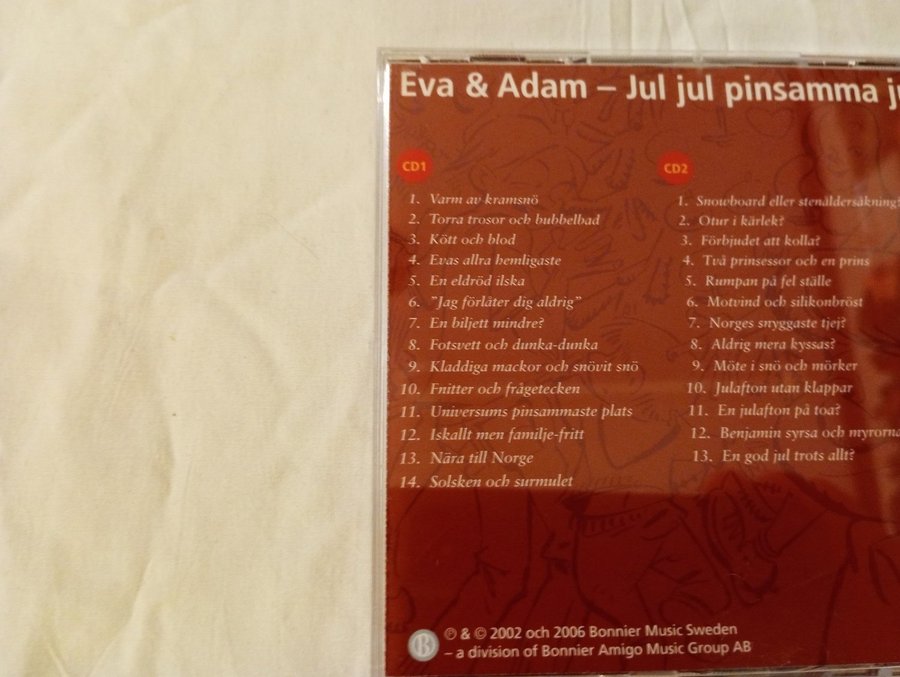 Eva & Adam – Jul jul pinsamma
CD1
1. Varm av kramsnö
2. Torra trosor och bubbelbad
3. Kött och blod
4. Evas allra hemligaste
5. En eldröd ilska
6. "Jag förlåter dig aldrig"
7. En biljett mindre?
8. Fotsvett och dunka-dunka
9. Kladdiga mackor och snövit snö
10. Fnitter och frågetecken
11. Universums pinsammaste plats
12. Iskallt men familje-fritt
13. Nära till Norge
14. Solsken och surmulet
CD2
1. Snowboard eller stenåldersåkning?
2. Otur i kärlek?
3. Förbjudet att kolla?
4. Två prinsessor och en prins
5. Rumpan på fel ställe
6. Motvind och silikonbröst
7. Norges snyggaste tjej?
8. Aldrig mera kyssas?
9. Möte i snö och mörker
10. Julafton utan klappar
11. En julafton på toa?
12. Benjamin syrsa och myrorna
13. En god jul trots allt?
B
℗ & © 2002 och 2006 Bonnier Music Sweden
– a division of Bonnier Amigo Music Group AB